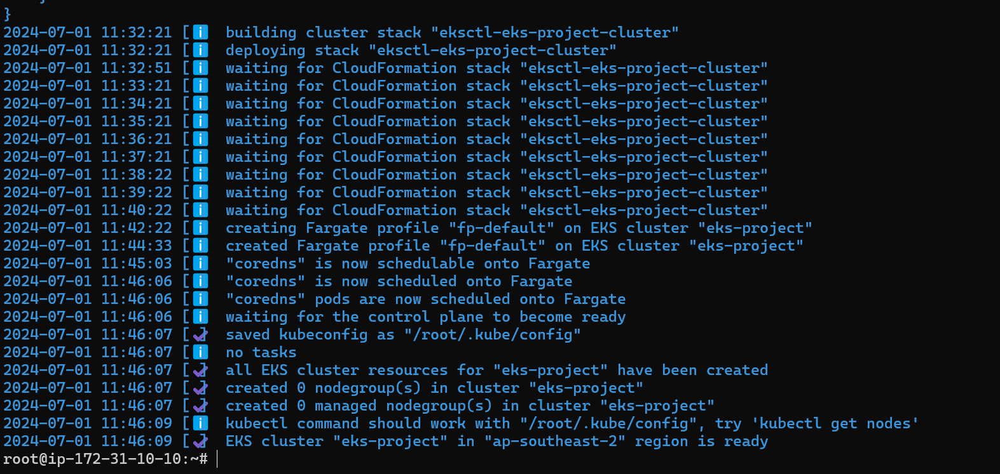 }
2024-07-01 11:32:21 [ℹ]  building cluster stack "eksctl-eks-project-cluster"
2024-07-01 11:32:21 [ℹ]  deploying stack "eksctl-eks-project-cluster"
2024-07-01 11:32:51 [ℹ]  waiting for CloudFormation stack "eksctl-eks-project-cluster"
2024-07-01 11:33:21 [ℹ]  waiting for CloudFormation stack "eksctl-eks-project-cluster"
2024-07-01 11:34:21 [ℹ]  waiting for CloudFormation stack "eksctl-eks-project-cluster"
2024-07-01 11:35:21 [ℹ]  waiting for CloudFormation stack "eksctl-eks-project-cluster"
2024-07-01 11:36:21 [ℹ]  waiting for CloudFormation stack "eksctl-eks-project-cluster"
2024-07-01 11:37:21 [ℹ]  waiting for CloudFormation stack "eksctl-eks-project-cluster"
2024-07-01 11:38:22 [ℹ]  waiting for CloudFormation stack "eksctl-eks-project-cluster"
2024-07-01 11:39:22 [ℹ]  waiting for CloudFormation stack "eksctl-eks-project-cluster"
2024-07-01 11:40:22 [ℹ]  waiting for CloudFormation stack "eksctl-eks-project-cluster"
2024-07-01 11:42:22 [ℹ]  creating Fargate profile "fp-default" on EKS cluster "eks-project"
2024-07-01 11:44:33 [ℹ]  created Fargate profile "fp-default" on EKS cluster "eks-project"
2024-07-01 11:45:03 [ℹ]  "coredns" is now schedulable onto Fargate
2024-07-01 11:46:06 [ℹ]  "coredns" is now scheduled onto Fargate
2024-07-01 11:46:06 [ℹ]  "coredns" pods are now scheduled onto Fargate
2024-07-01 11:46:06 [ℹ]  waiting for the control plane to become ready
2024-07-01 11:46:07 [✔]  saved kubeconfig as "/root/.kube/config"
2024-07-01 11:46:07 [ℹ]  no tasks
2024-07-01 11:46:07 [✔]  all EKS cluster resources for "eks-project" have been created
2024-07-01 11:46:07 [✔]  created 0 nodegroup(s) in cluster "eks-project"
2024-07-01 11:46:07 [✔]  created 0 managed nodegroup(s) in cluster "eks-project"
2024-07-01 11:46:09 [ℹ]  kubectl command should work with "/root/.kube/config", try 'kubectl get nodes'
2024-07-01 11:46:09 [✔]  EKS cluster "eks-project" in "ap-southeast-2" region is ready
root@ip-172-31-10-10:~#